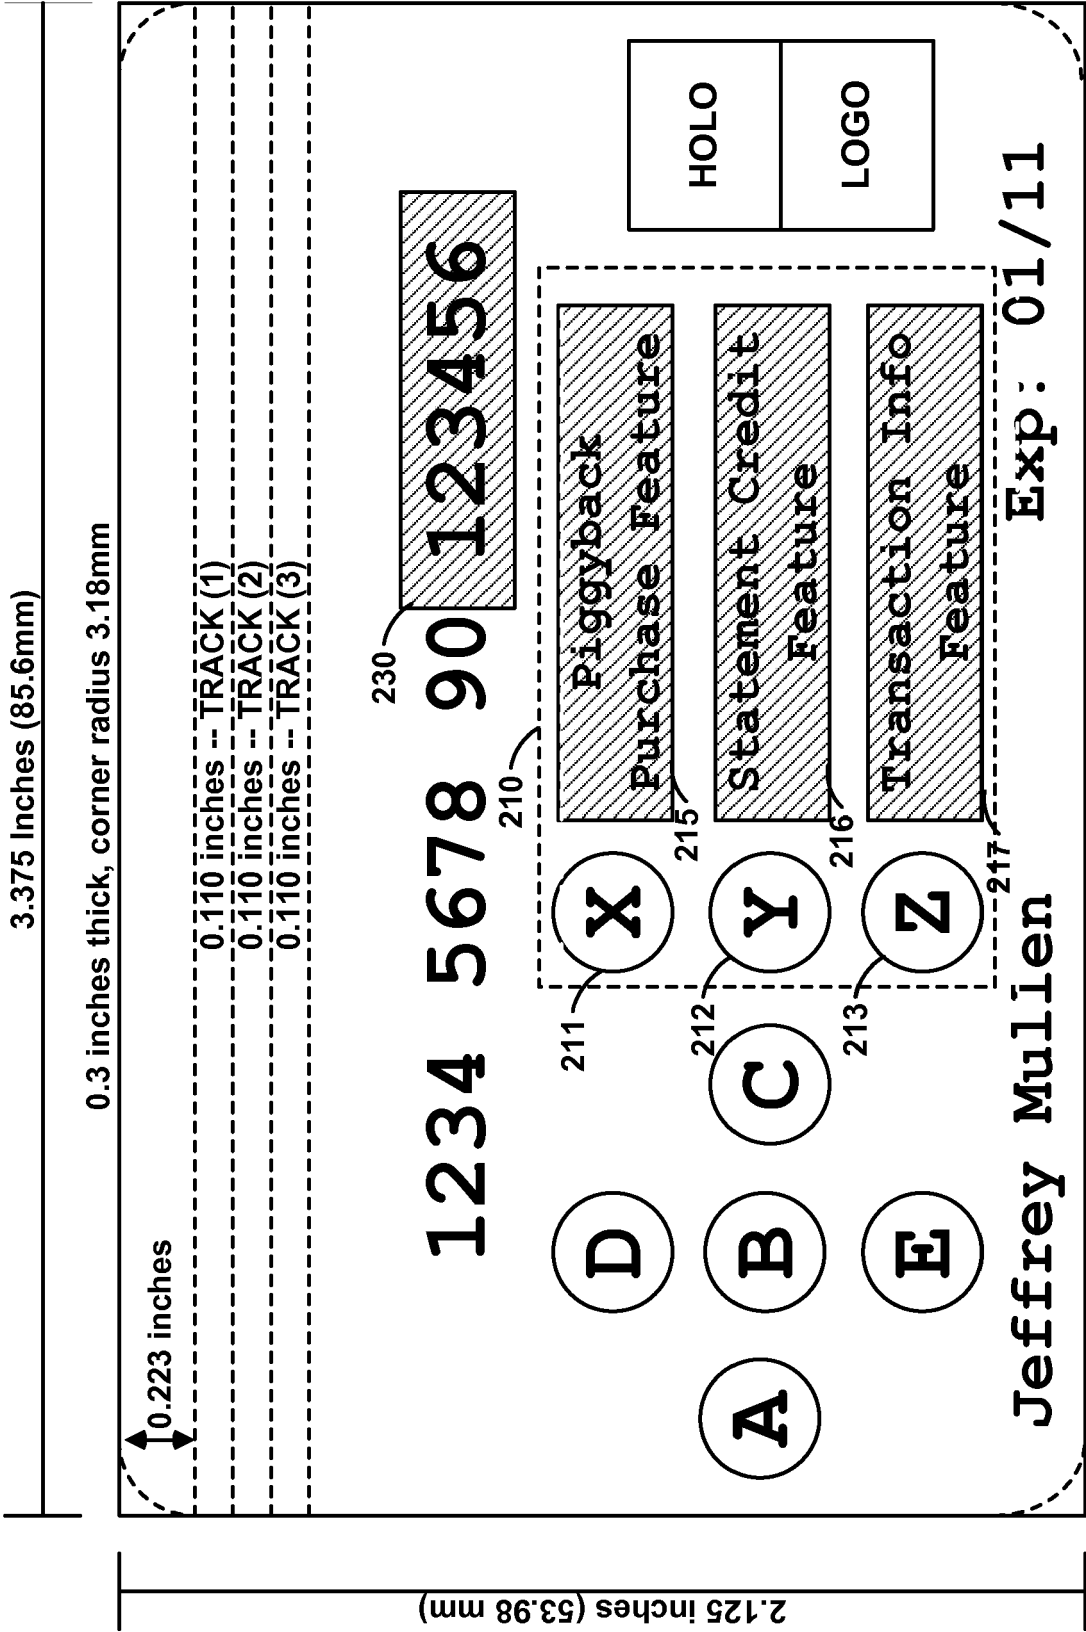 3.375 Inches (85.6mm)
0.3 inches thick, corner radius 3.18mm
2.125 inches (53.98 mm)
0.223 inches
0.110 inches -- TRACK (1)
0.110 inches -- TRACK (2)
0.110 inches -- TRACK (3)
230
1234 5678 90 123456
210
211
X
Piggyback
Purchase Feature
215
212
Y
Statement Credit
Feature
216
213
Z
Transaction Info
Feature
217
D
A
B
C
E
HOLO
LOGO
Jeffrey Mullen
Exp: 01/11